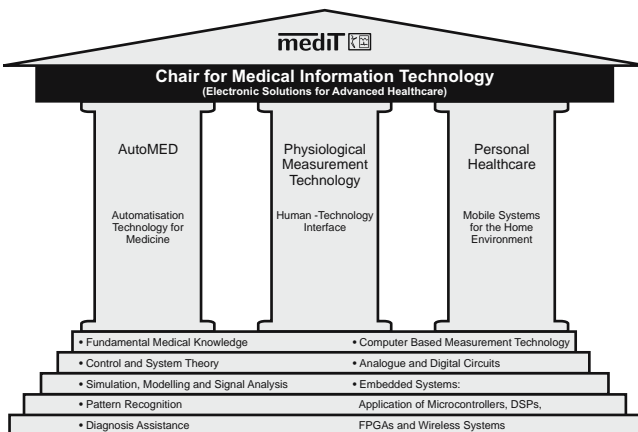 mediT
Chair for Medical Information Technology
(Electronic Solutions for Advanced Healthcare)
AutoMED
Automatisation
Technology for
Medicine
Physiological
Measurement
Technology
Human -Technology
Interface
Personal
Healthcare
Mobile Systems
for the Home
Environment
• Fundamental Medical Knowledge
• Control and System Theory
• Simulation, Modelling and Signal Analysis
• Pattern Recognition
• Diagnosis Assistance
• Computer Based Measurement Technology
• Analogue and Digital Circuits
• Embedded Systems:
Application of Microcontrollers, DSPs,
FPGAs and Wireless Systems